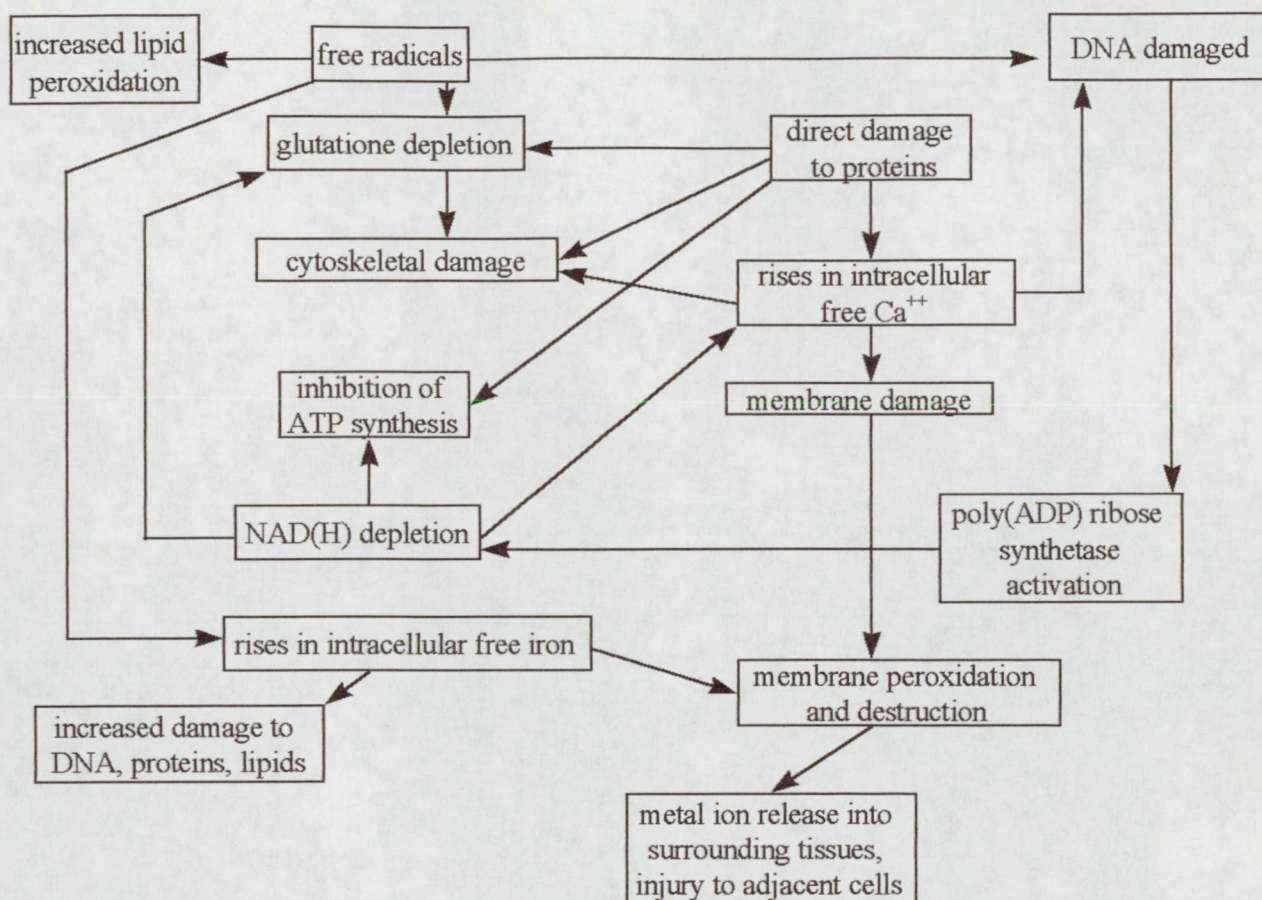 increased lipid
peroxidation
free radicals
DNA damaged
glutatione depletion
direct damage
to proteins
cytoskeletal damage
rises in intracellular
free Ca++
inhibition of
ATP synthesis
membrane damage
NAD(H) depletion
poly(ADP) ribose
synthetase
activation
rises in intracellular free iron
membrane peroxidation
and destruction
increased damage to
DNA, proteins, lipids
metal ion release into
surrounding tissues,
injury to adjacent cells